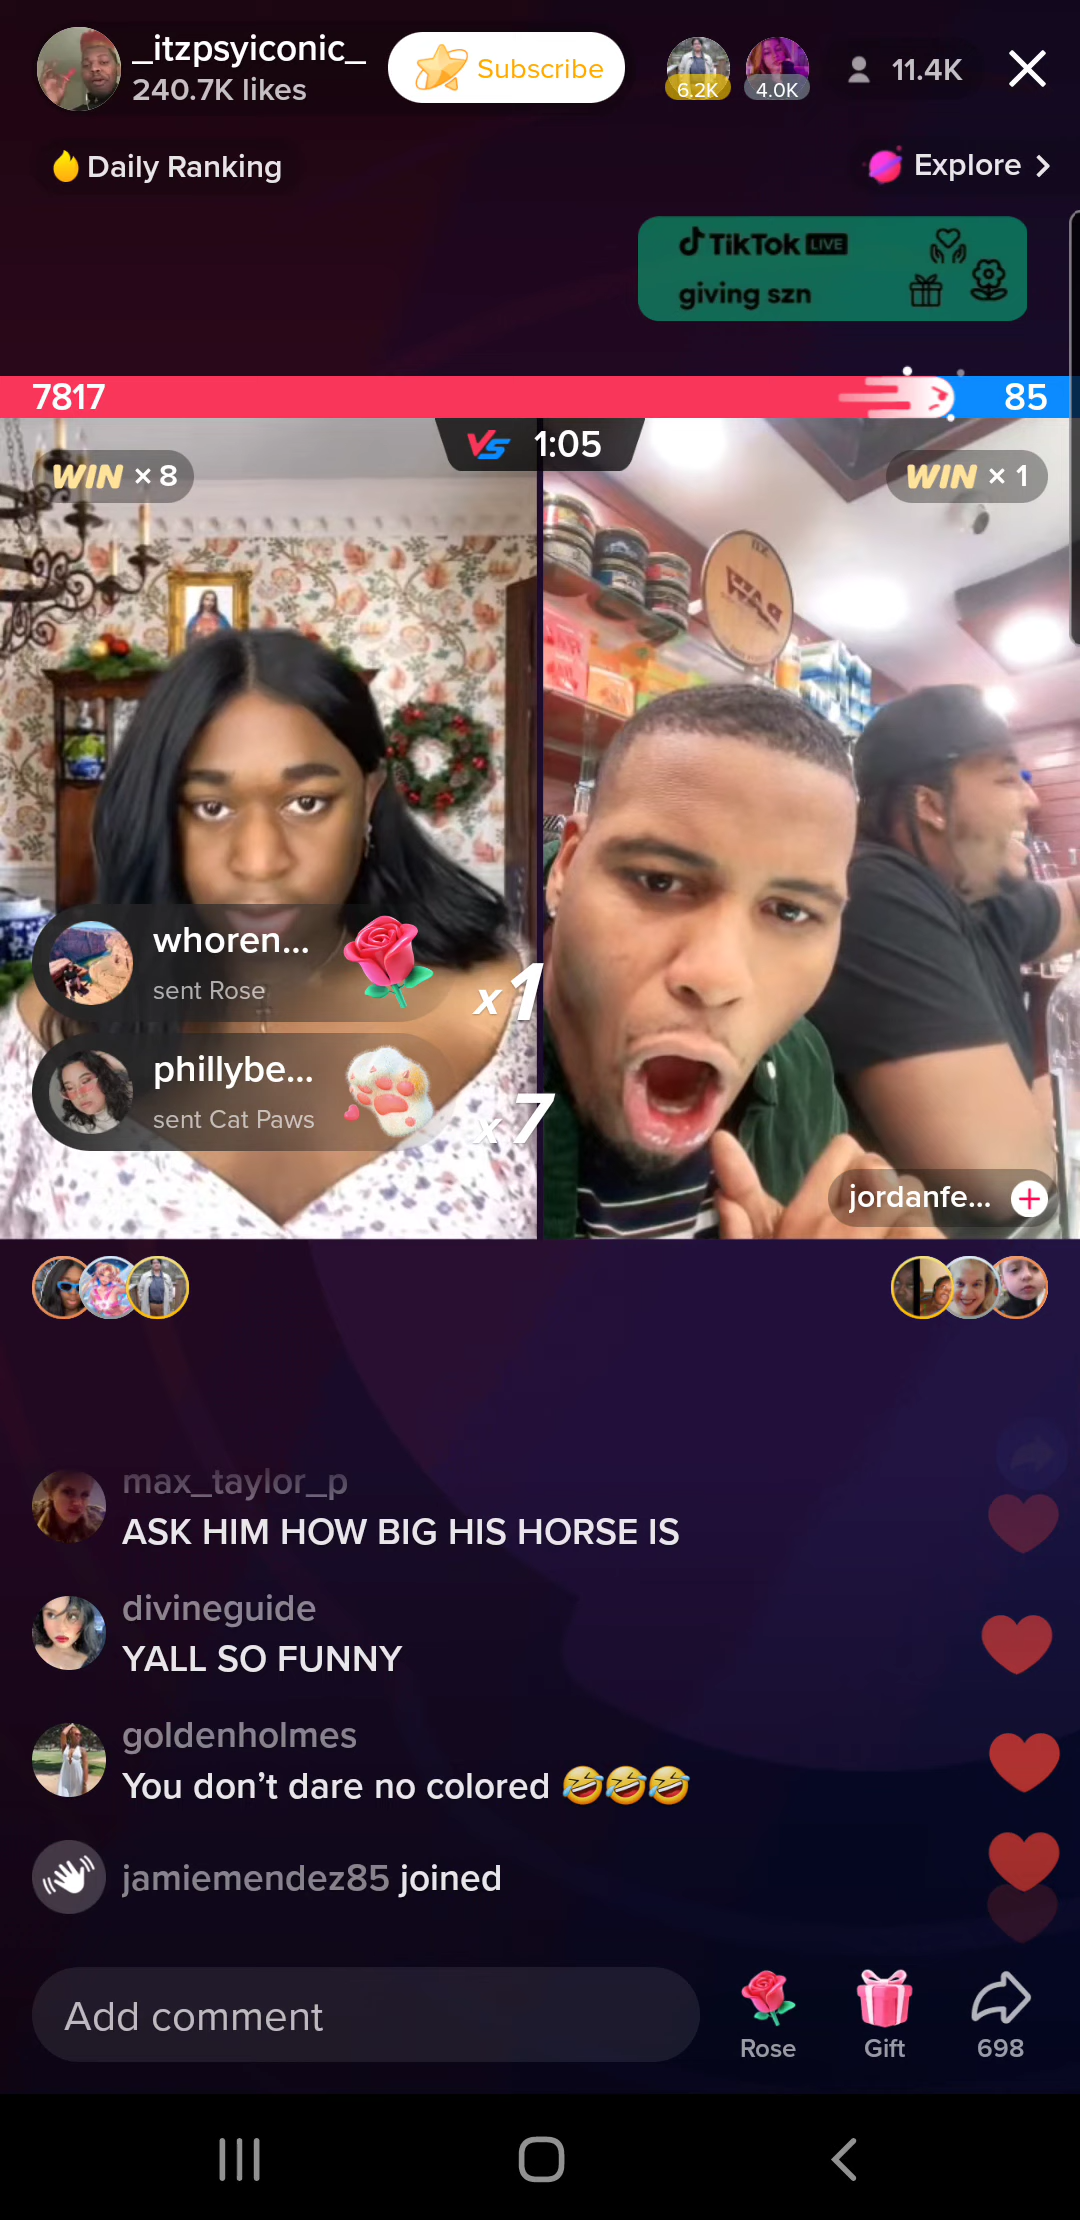 _itzpsyiconic_
240.7K likes
Subscribe
6.2K
4.0K
11.4K
Daily Ranking
Explore
TikTok LIVE
giving szn
7817
85
VS 1:05
WIN × 8
WIN × 1
whoren...
sent Rose
x1
phillybe...
sent Cat Paws
x7
jordanfe...
max_taylor_p
ASK HIM HOW BIG HIS HORSE IS
divineguide
YALL SO FUNNY
goldenholmes
You don’t dare no colored 🤣🤣🤣
jamiemendez85 joined
Add comment
Rose
Gift
698